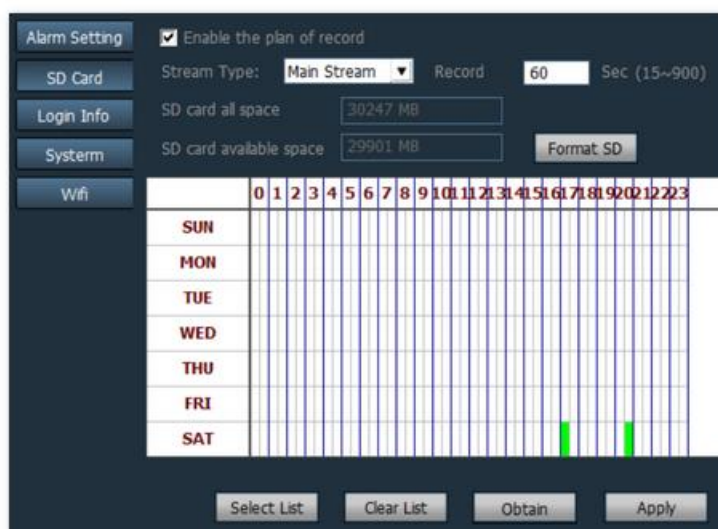 Alarm Setting
Enable the plan of record
SD Card
Stream Type: Main Stream Record 60 Sec (15~900)
Login Info
SD card all space 30247 MB
Systerm
SD card available space 29901 MB Format SD
Wifi
0 1 2 3 4 5 6 7 8 9 10 11 12 13 14 15 16 17 18 19 20 21 22 23
SUN
MON
TUE
WED
THU
FRI
SAT
Select List Clear List Obtain Apply